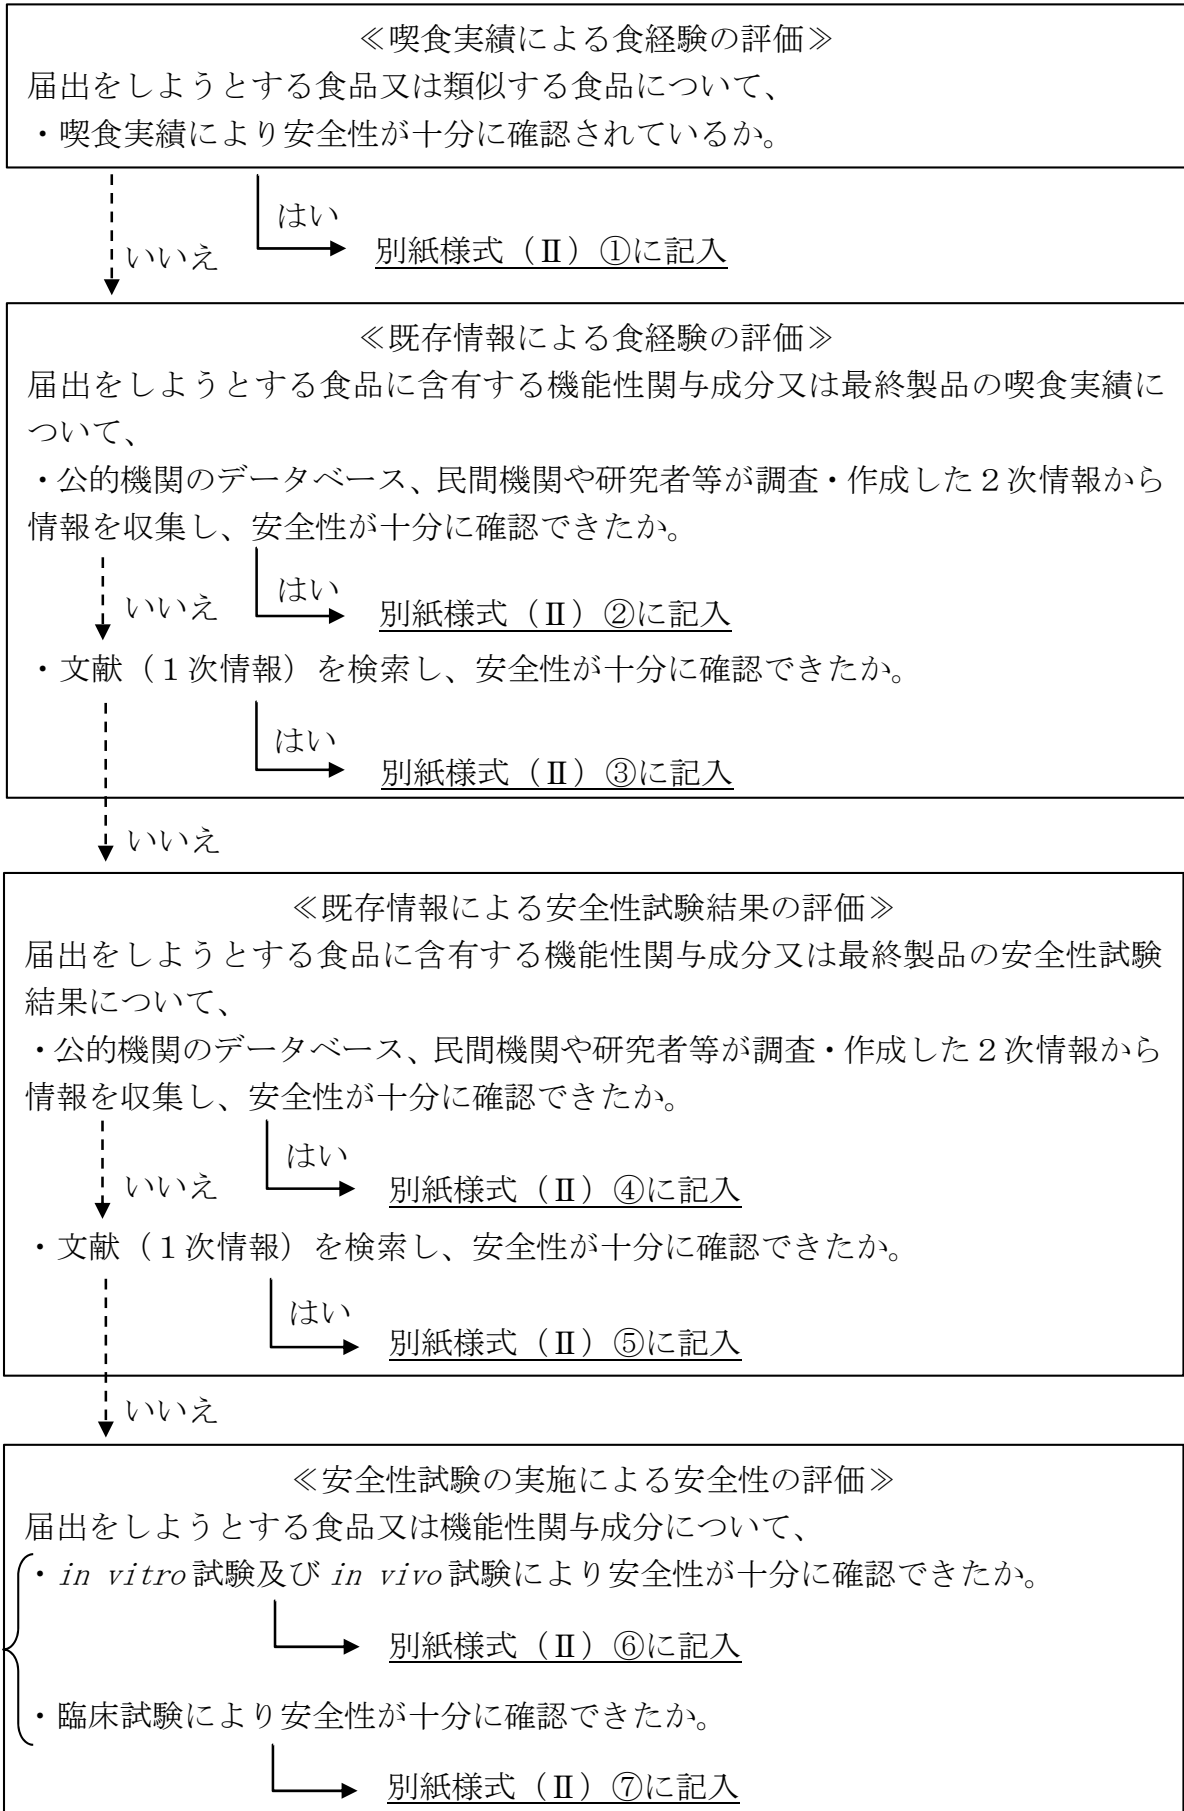 ≪喫食実績による食経験の評価≫
届出をしようとする食品又は類似する食品について、
・喫食実績により安全性が十分に確認されているか。
はい
いいえ
別紙様式（Ⅱ）①に記入
≪既存情報による食経験の評価≫
届出をしようとする食品に含有する機能性関与成分又は最終製品の喫食実績に
ついて、
・公的機関のデータベース、民間機関や研究者等が調査・作成した２次情報から
情報を収集し、安全性が十分に確認できたか。
はい
いいえ
別紙様式（Ⅱ）②に記入
・文献（１次情報）を検索し、安全性が十分に確認できたか。
はい
別紙様式（Ⅱ）③に記入
いいえ
≪既存情報による安全性試験結果の評価≫
届出をしようとする食品に含有する機能性関与成分又は最終製品の安全性試験
結果について、
・公的機関のデータベース、民間機関や研究者等が調査・作成した２次情報から
情報を収集し、安全性が十分に確認できたか。
はい
いいえ
別紙様式（Ⅱ）④に記入
・文献（１次情報）を検索し、安全性が十分に確認できたか。
はい
別紙様式（Ⅱ）⑤に記入
いいえ
≪安全性試験の実施による安全性の評価≫
届出をしようとする食品又は機能性関与成分について、
・in vitro 試験及び in vivo 試験により安全性が十分に確認できたか。
別紙様式（Ⅱ）⑥に記入
・臨床試験により安全性が十分に確認できたか。
別紙様式（Ⅱ）⑦に記入